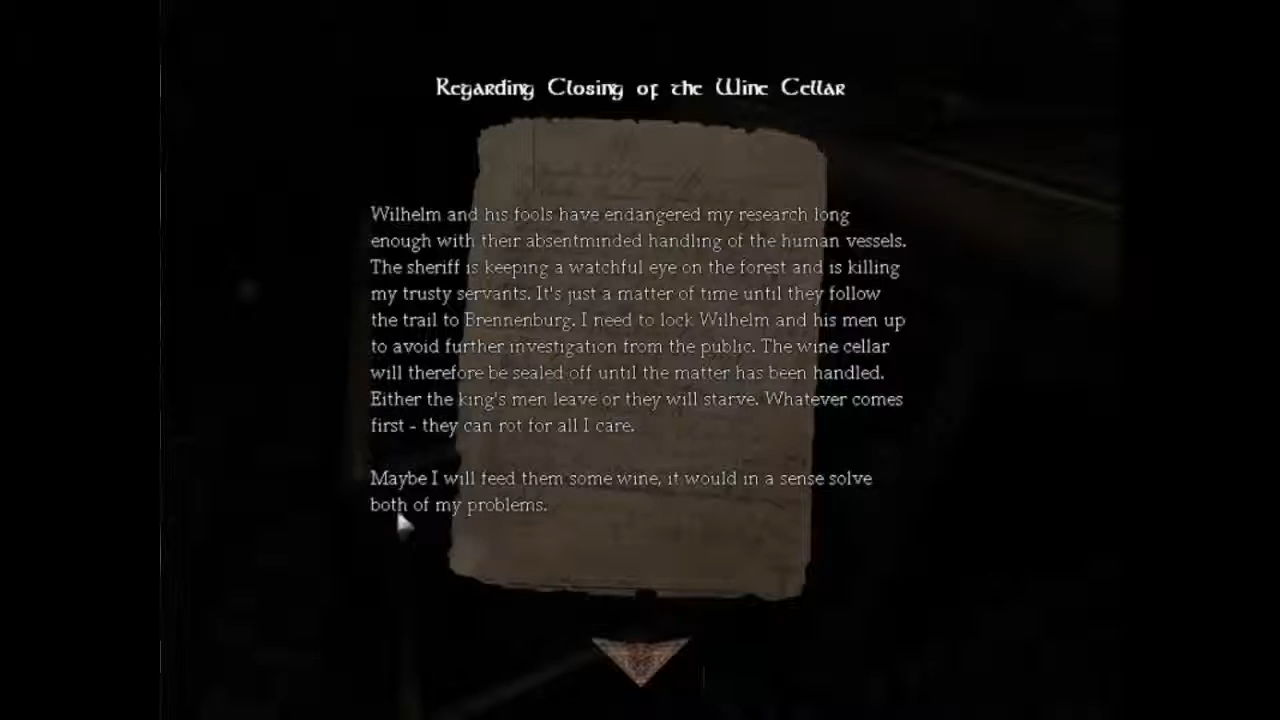 Regarding Closing of the Wine Cellar
Wilhelm and his fools have endangered my research long
enough with their absentminded handling of the human vessels.
The sheriff is keeping a watchful eye on the forest and is killing
my trusty servants. It's just a matter of time until they follow
the trail to Brennenburg. I need to lock Wilhelm and his men up
to avoid further investigation from the public. The wine cellar
will therefore be sealed off until the matter has been handled.
Either the king's men leave or they will starve. Whatever comes
first - they can rot for all I care.
Maybe I will feed them some wine, it would in a sense solve
both of my problems.